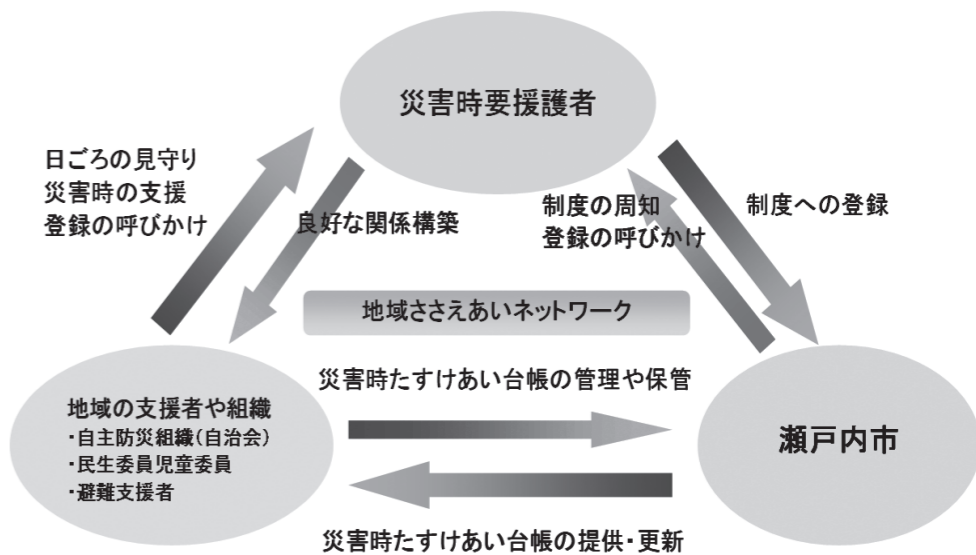 災害時要援護者
日ごろの見守り
災害時の支援
登録の呼びかけ
良好な関係構築
制度の周知
登録の呼びかけ
制度への登録
地域ささえあいネットワーク
災害時たすけあい台帳の管理や保管
地域の支援者や組織
・自主防災組織(自治会)
・民生委員児童委員
・避難支援者
瀬戸内市
災害時たすけあい台帳の提供・更新